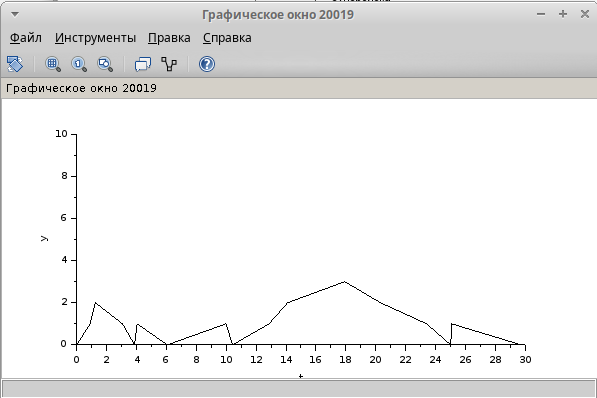 Графическое окно 20019
Файл Инструменты Правка Справка
Графическое окно 20019
10
8
6
y
4
2
0
0 2 4 6 8 10 12 14 16 18 20 22 24 26 28 30